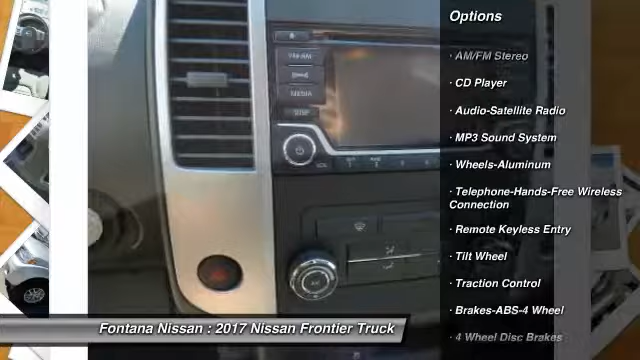 Options
· AM/FM Stereo
· CD Player
· Audio-Satellite Radio
· MP3 Sound System
· Wheels-Aluminum
· Telephone-Hands-Free Wireless
Connection
· Remote Keyless Entry
· Tilt Wheel
· Traction Control
· Brakes-ABS-4 Wheel
· 4 Wheel Disc Brakes
MEDIA
VOL
Fontana Nissan : 2017 Nissan Frontier Truck